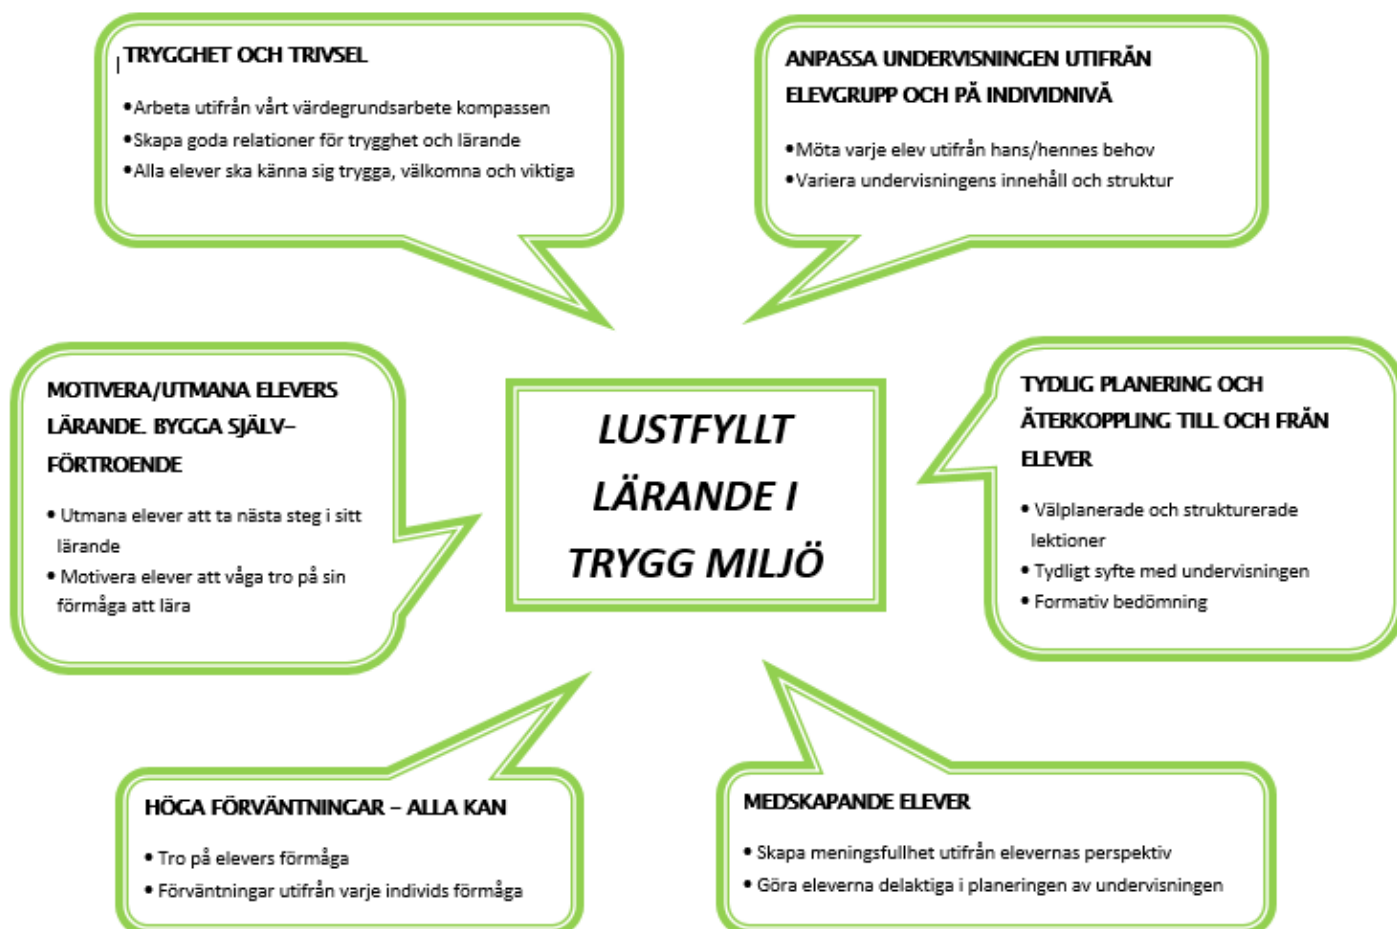 TRYGGHET OCH TRIVSEL
•Arbeta utifrån vårt värdegrundsarbete kompassen
•Skapa goda relationer för trygghet och lärande
•Alla elever ska känna sig trygga, välkomna och viktiga
ANPASSA UNDERVISNINGEN UTIFRÅN
ELEVGRUPP OCH PÅ INDIVIDNIVÅ
•Möta varje elev utifrån hans/hennes behov
•Variera undervisningens innehåll och struktur
MOTIVERA/UTMANA ELEVERS
LÄRANDE. BYGGA SJÄLV–
FÖRTROENDE
• Utmana elever att ta nästa steg i sitt
lärande
• Motivera elever att våga tro på sin
förmåga att lära
LUSTFYLLT
LÄRANDE I
TRYGG MILJÖ
TYDLIG PLANERING OCH
ÅTERKOPPLING TILL OCH FRÅN
ELEVER
• Välplanerade och strukturerade
lektioner
• Tydligt syfte med undervisningen
• Formativ bedömning
HÖGA FÖRVÄNTNINGAR – ALLA KAN
• Tro på elevers förmåga
• Förväntningar utifrån varje individs förmåga
MEDSKAPANDE ELEVER
• Skapa meningsfullhet utifrån elevernas perspektiv
• Göra eleverna delaktiga i planeringen av undervisningen